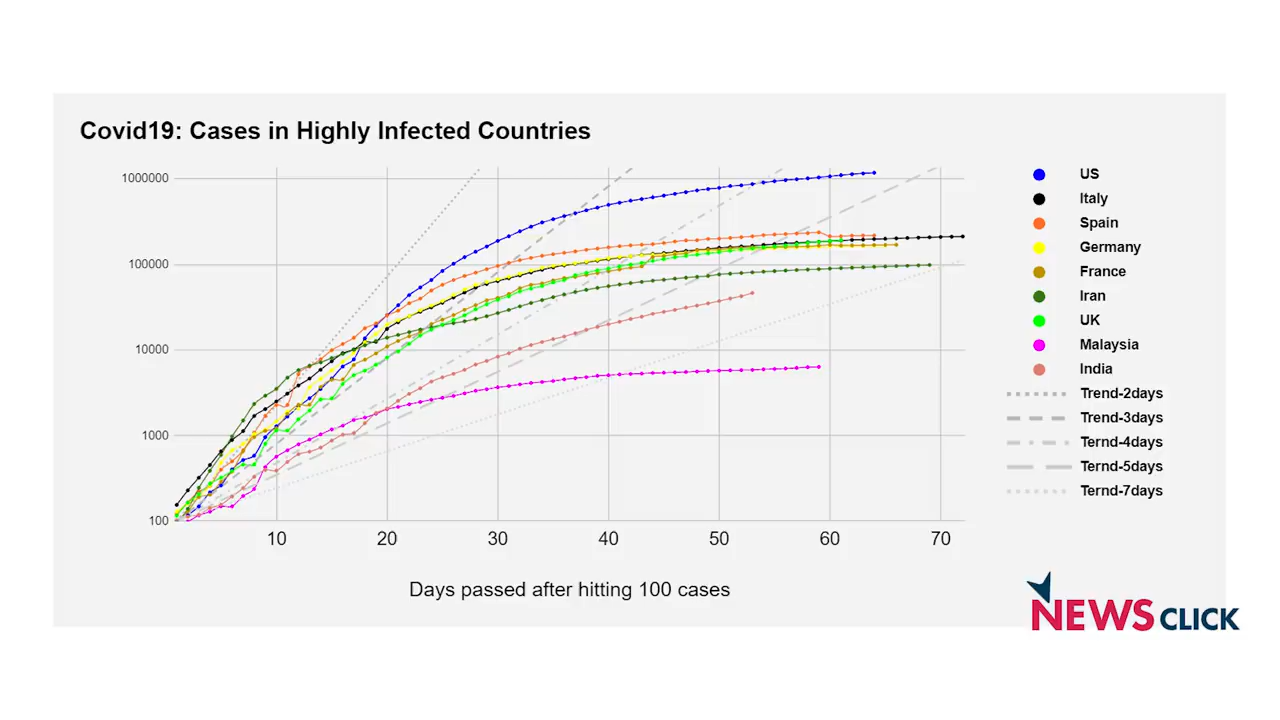 Covid19: Cases in Highly Infected Countries
1000000
100000
10000
1000
100
10 20 30 40 50 60 70
Days passed after hitting 100 cases
US
Italy
Spain
Germany
France
Iran
UK
Malaysia
India
Trend-2days
Trend-3days
Ternd-4days
Ternd-5days
Ternd-7days
NEWSCLICK